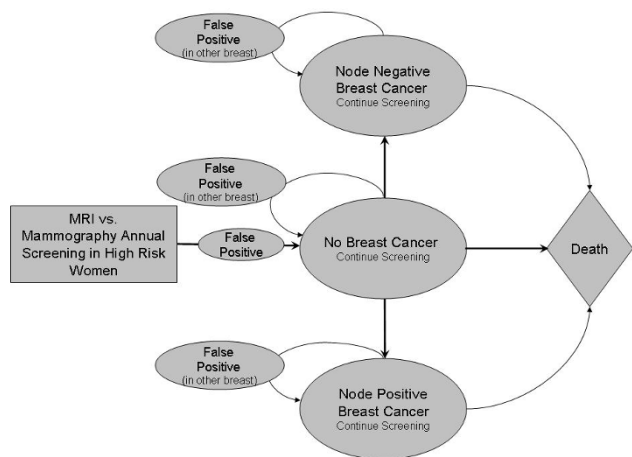 False
Positive
(in other breast)
Node Negative
Breast Cancer
Continue Screening
False
Positive
(in other breast)
MRI vs.
Mammography Annual
Screening in High Risk
Women
False
Positive
No Breast Cancer
Continue Screening
Death
False
Positive
(in other breast)
Node Positive
Breast Cancer
Continue Screening